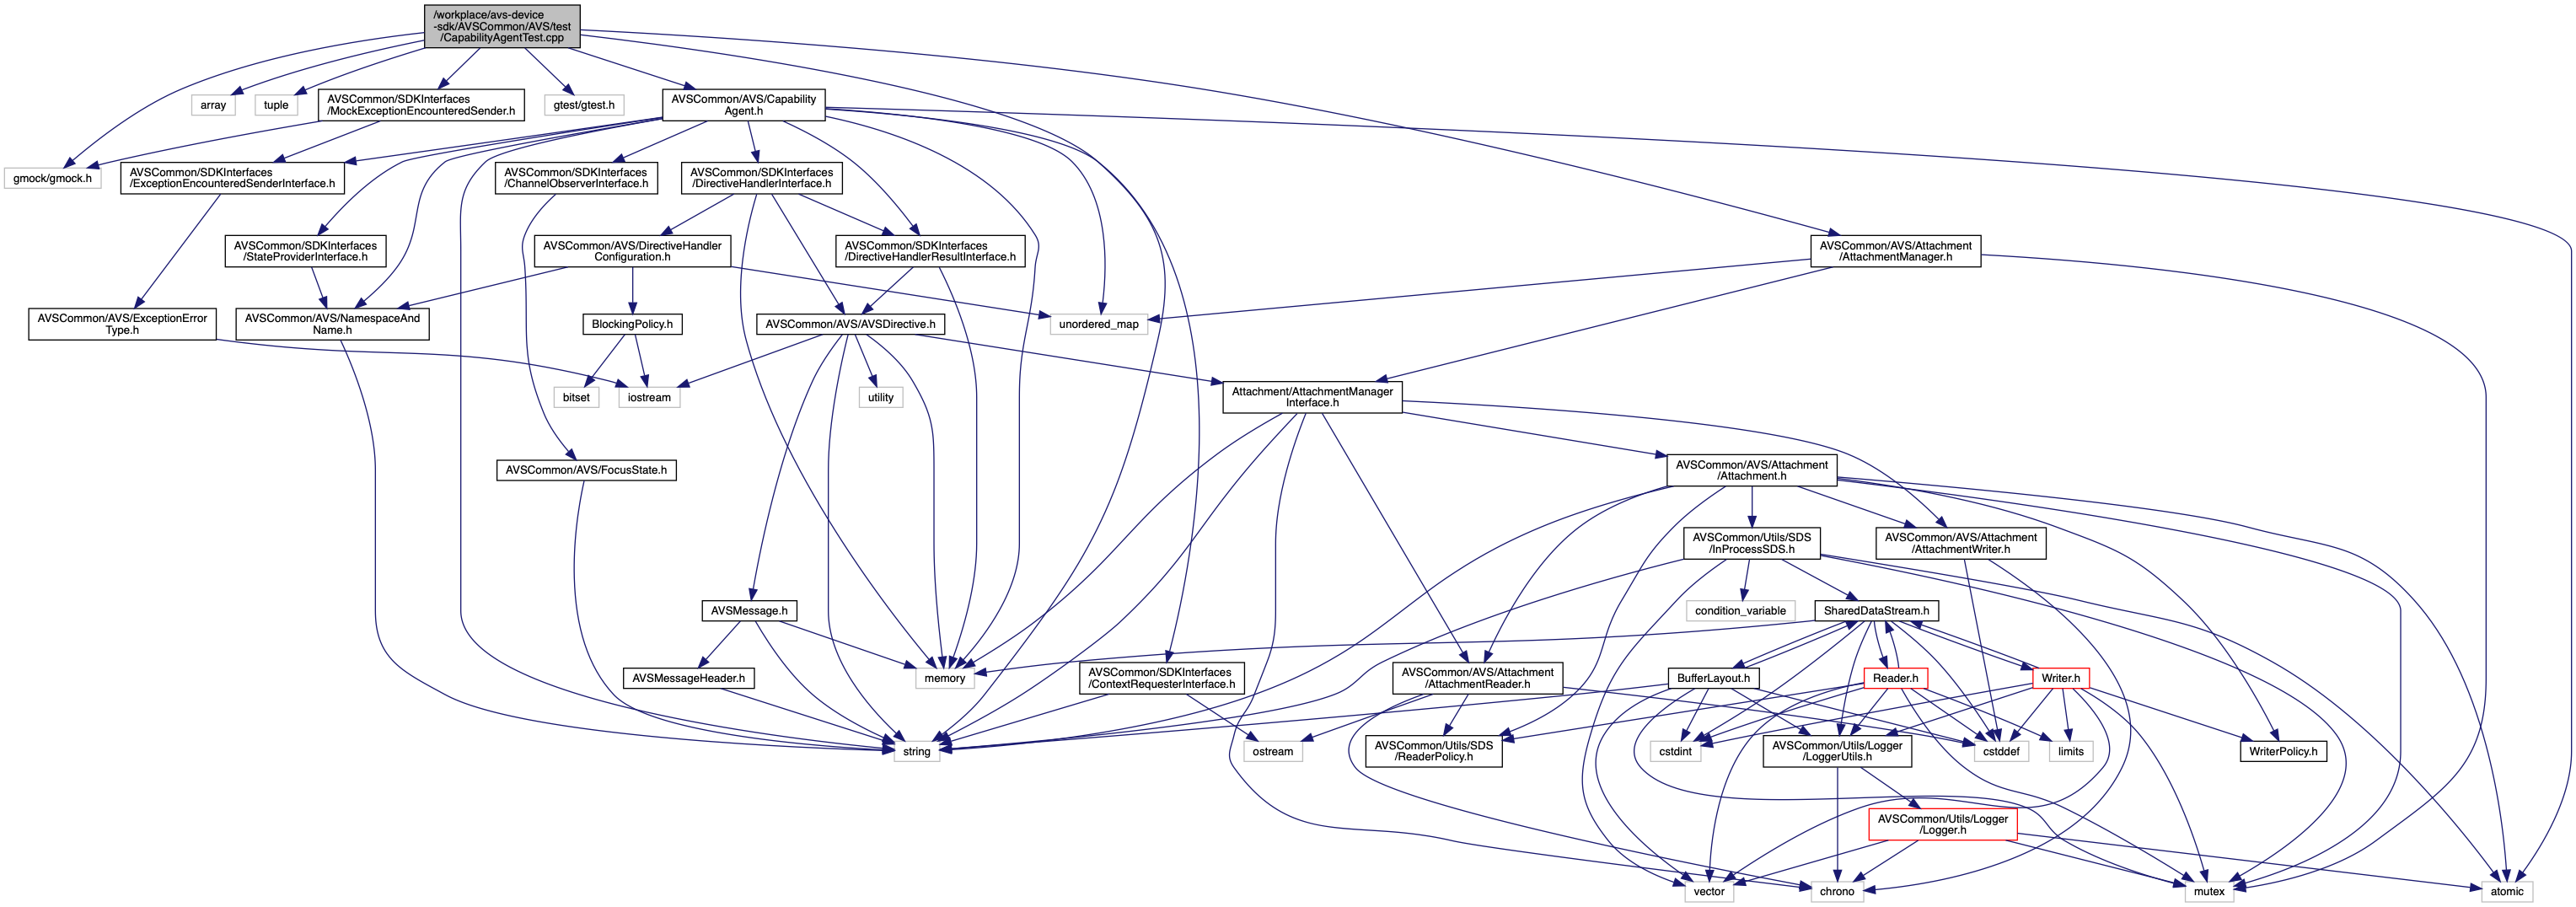 /workplace/avs-device
-sdk/AVSCommon/AVS/test
/CapabilityAgentTest.cpp
array
tuple
AVSCommon/SDKInterfaces
/MockExceptionEncounteredSender.h
gtest/gtest.h
AVSCommon/AVS/Capability
Agent.h
gmock/gmock.h
AVSCommon/SDKInterfaces
/ExceptionEncounteredSenderInterface.h
AVSCommon/SDKInterfaces
/ChannelObserverInterface.h
AVSCommon/SDKInterfaces
/DirectiveHandlerInterface.h
AVSCommon/SDKInterfaces
/StateProviderInterface.h
AVSCommon/AVS/DirectiveHandler
Configuration.h
AVSCommon/SDKInterfaces
/DirectiveHandlerResultInterface.h
AVSCommon/AVS/Attachment
/AttachmentManager.h
AVSCommon/AVS/ExceptionError
Type.h
AVSCommon/AVS/NamespaceAnd
Name.h
BlockingPolicy.h
AVSCommon/AVS/AVSDirective.h
unordered_map
bitset
iostream
utility
Attachment/AttachmentManager
Interface.h
AVSCommon/AVS/FocusState.h
AVSCommon/AVS/Attachment
/Attachment.h
AVSCommon/Utils/SDS
/InProcessSDS.h
AVSCommon/AVS/Attachment
/AttachmentWriter.h
AVSMessage.h
condition_variable
SharedDataStream.h
AVSMessageHeader.h
memory
AVSCommon/SDKInterfaces
/ContextRequesterInterface.h
AVSCommon/AVS/Attachment
/AttachmentReader.h
BufferLayout.h
Reader.h
Writer.h
string
ostream
AVSCommon/Utils/SDS
/ReaderPolicy.h
cstdint
AVSCommon/Utils/Logger
/LoggerUtils.h
cstddef
limits
WriterPolicy.h
AVSCommon/Utils/Logger
/Logger.h
vector
chrono
mutex
atomic